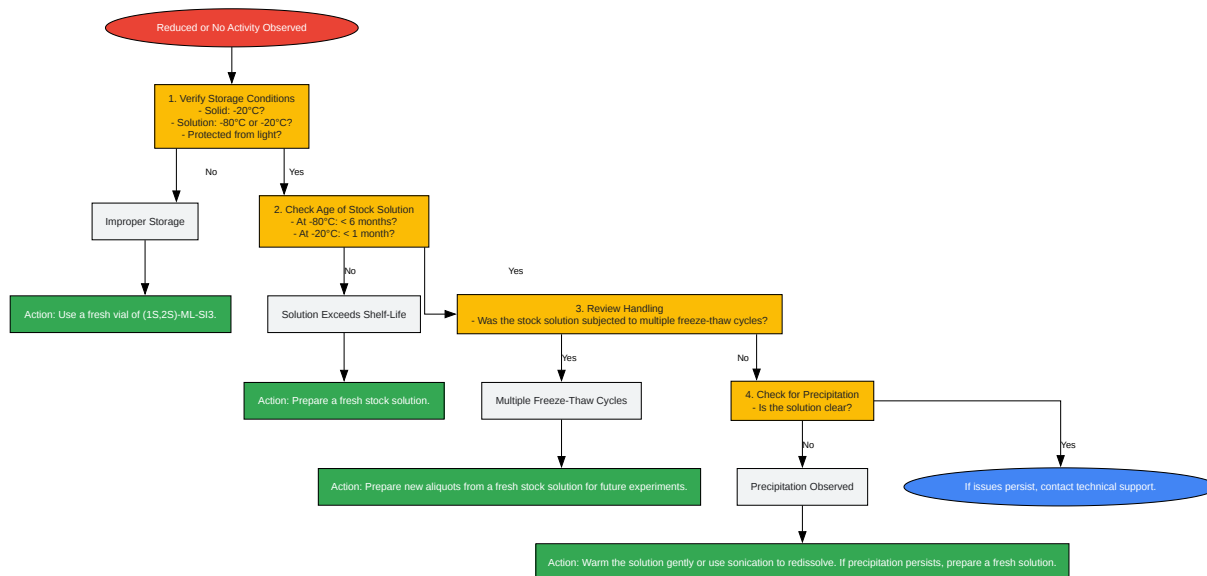 Reduced or No Activity Observed
1. Verify Storage Conditions
- Solid: -20°C?
- Solution: -80°C or -20°C?
- Protected from light?
No
Yes
Improper Storage
2. Check Age of Stock Solution
- At -80°C: < 6 months?
- At -20°C: < 1 month?
No
Yes
Action: Use a fresh vial of (1S,2S)-ML-SI3.
Solution Exceeds Shelf-Life
3. Review Handling
- Was the stock solution subjected to multiple freeze-thaw cycles?
Yes
No
Action: Prepare a fresh stock solution.
Multiple Freeze-Thaw Cycles
4. Check for Precipitation
- Is the solution clear?
No
Yes
Action: Prepare new aliquots from a fresh stock solution for future experiments.
Precipitation Observed
If issues persist, contact technical support.
Action: Warm the solution gently or use sonication to redissolve. If precipitation persists, prepare a fresh solution.